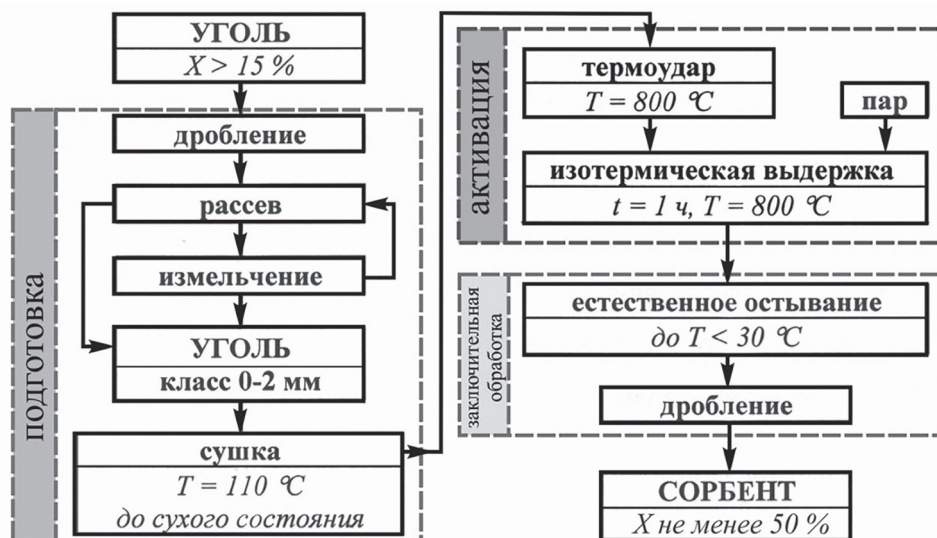 УГОЛЬ
X > 15 %
подготовка
дробление
рассев
измельчение
УГОЛЬ
класс 0-2 мм
сушка
T = 110 °C
до сухого состояния
активация
термоудар
T = 800 °C
пар
изотермическая выдержка
t = 1 ч, T = 800 °C
заключительная
обработка
естественное остывание
до T < 30 °C
дробление
СОРБЕНТ
X не менее 50 %